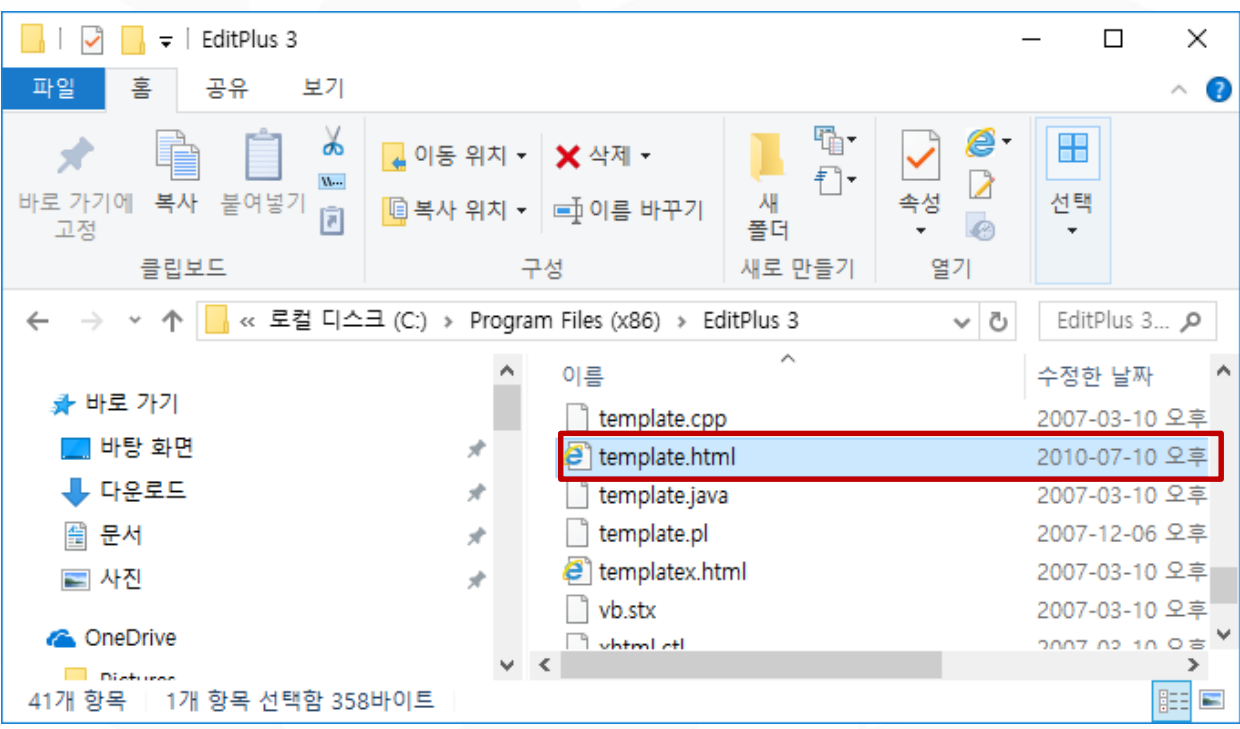 EditPlus 3
파일 홈 공유 보기
바로 가기에 고정
복사
붙여넣기
클립보드
이동 위치
복사 위치
삭제
이름 바꾸기
구성
새 폴더
새로 만들기
속성
열기
선택
« 로컬 디스크 (C:) > Program Files (x86) > EditPlus 3
EditPlus 3...
바로 가기
바탕 화면
다운로드
문서
사진
OneDrive
Pictures
이름 수정한 날짜
template.cpp 2007-03-10 오후
template.html 2010-07-10 오후
template.java 2007-03-10 오후
template.pl 2007-12-06 오후
templatex.html 2007-03-10 오후
vb.stx 2007-03-10 오후
xhtml.ctl 2007-03-10 오후
41개 항목 1개 항목 선택함 358바이트